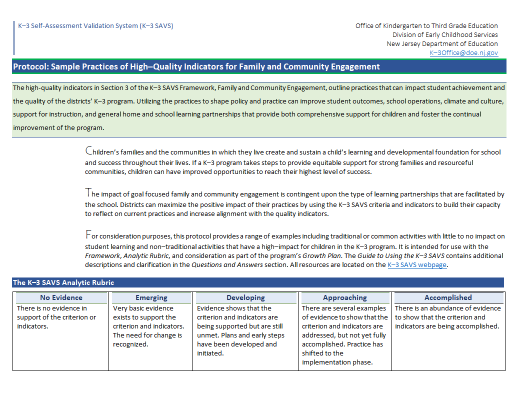 K–3 Self-Assessment Validation System (K–3 SAVS)
Office of Kindergarten to Third Grade Education
Division of Early Childhood Services
New Jersey Department of Education
K–3Office@doe.nj.gov
Protocol: Sample Practices of High–Quality Indicators for Family and Community Engagement
The high-quality indicators in Section 3 of the K–3 SAVS Framework, Family and Community Engagement, outline practices that can impact student achievement and
the quality of the districts' K–3 program. Utilizing the practices to shape policy and practice can improve student outcomes, school operations, climate and culture,
support for instruction, and general home and school learning partnerships that provide both comprehensive support for children and foster the continual
improvement of the program.
Children's families and the communities in which they live create and sustain a child's learning and developmental foundation for school
and success throughout their lives. If a K–3 program takes steps to provide equitable support for strong families and resourceful
communities, children can have improved opportunities to reach their highest level of success.
The impact of goal focused family and community engagement is contingent upon the type of learning partnerships that are facilitated by
the school. Districts can maximize the positive impact of their practices by using the K–3 SAVS criteria and indicators to build their capacity
to reflect on current practices and increase alignment with the quality indicators.
For consideration purposes, this protocol provides a range of examples including traditional or common activities with little to no impact on
student learning and non–traditional activities that have a high–impact for children in the K–3 program. It is intended for use with the
Framework, Analytic Rubric, and consideration as part of the program's Growth Plan. The Guide to Using the K–3 SAVS contains additional
descriptions and clarification in the Questions and Answers section. All resources are located on the K–3 SAVS webpage.
The K–3 SAVS Analytic Rubric
No Evidence
There is no evidence in
support of the criterion or
indicators.
Emerging
Very basic evidence
exists to support the
criterion and indicators.
The need for change is
recognized.
Developing
Evidence shows that the
criterion and indicators are
being supported but are still
unmet. Plans and early steps
have been developed and
initiated.
Approaching
There are several examples
of evidence to show that the
criterion and indicators are
addressed, but not yet fully
accomplished. Practice has
shifted to the
implementation phase.
Accomplished
There is an abundance of evidence
to show that the criterion and
indicators are being accomplished.